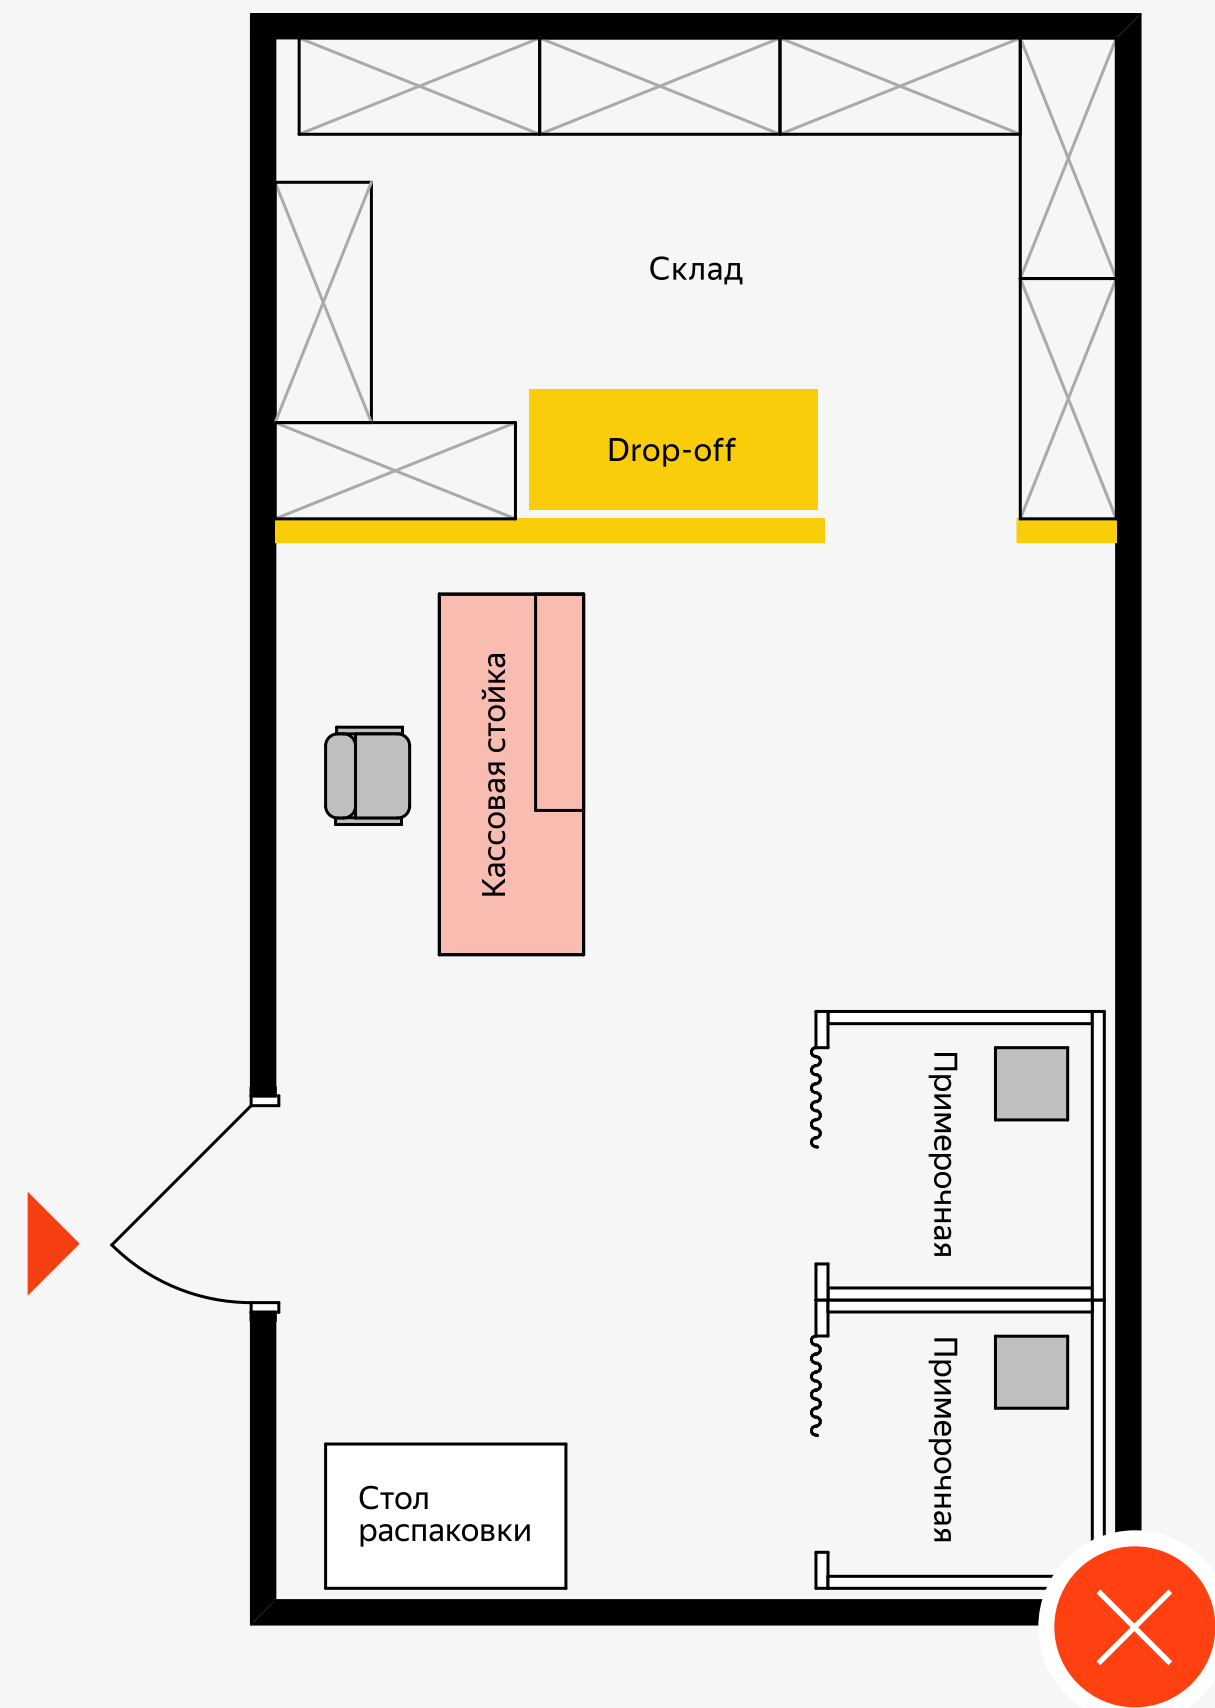 Склад
Drop-off
Кассовая стойка
Примерочная
Примерочная
Стол
распаковки